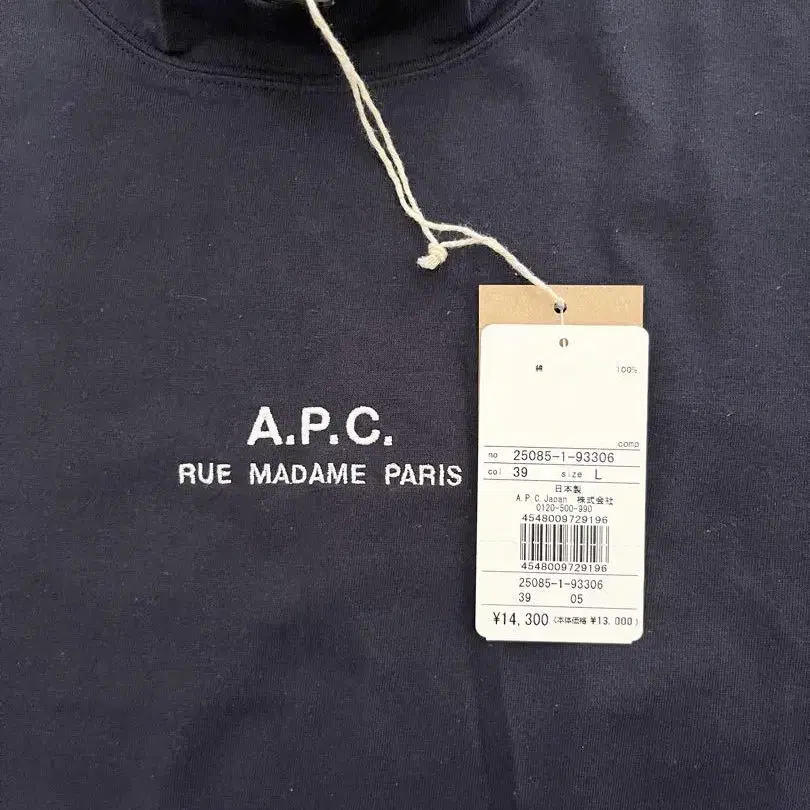 A.P.C.
RUE MADAME PARIS
綿 100%
comp
no 25085-1-93306
col 39 size L
日本製
A.P.C.Japan 株式会社
0120-500-990
4548009729196
4548009729196
25085-1-93306
39 05
¥14,300 (本体価格 ¥13,000)